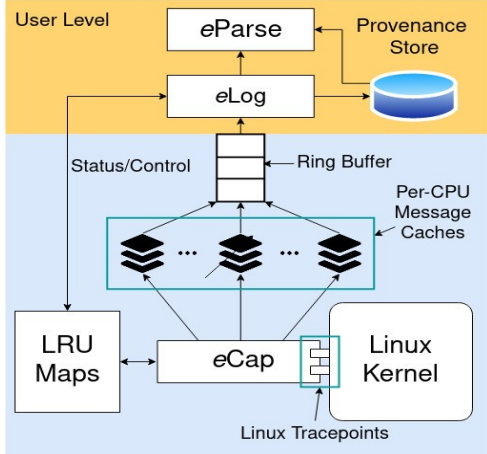 User Level
eParse
Provenance
Store
eLog
Status/Control
Ring Buffer
Per-CPU
Message
Caches
LRU
Maps
eCap
Linux
Kernel
Linux Tracepoints